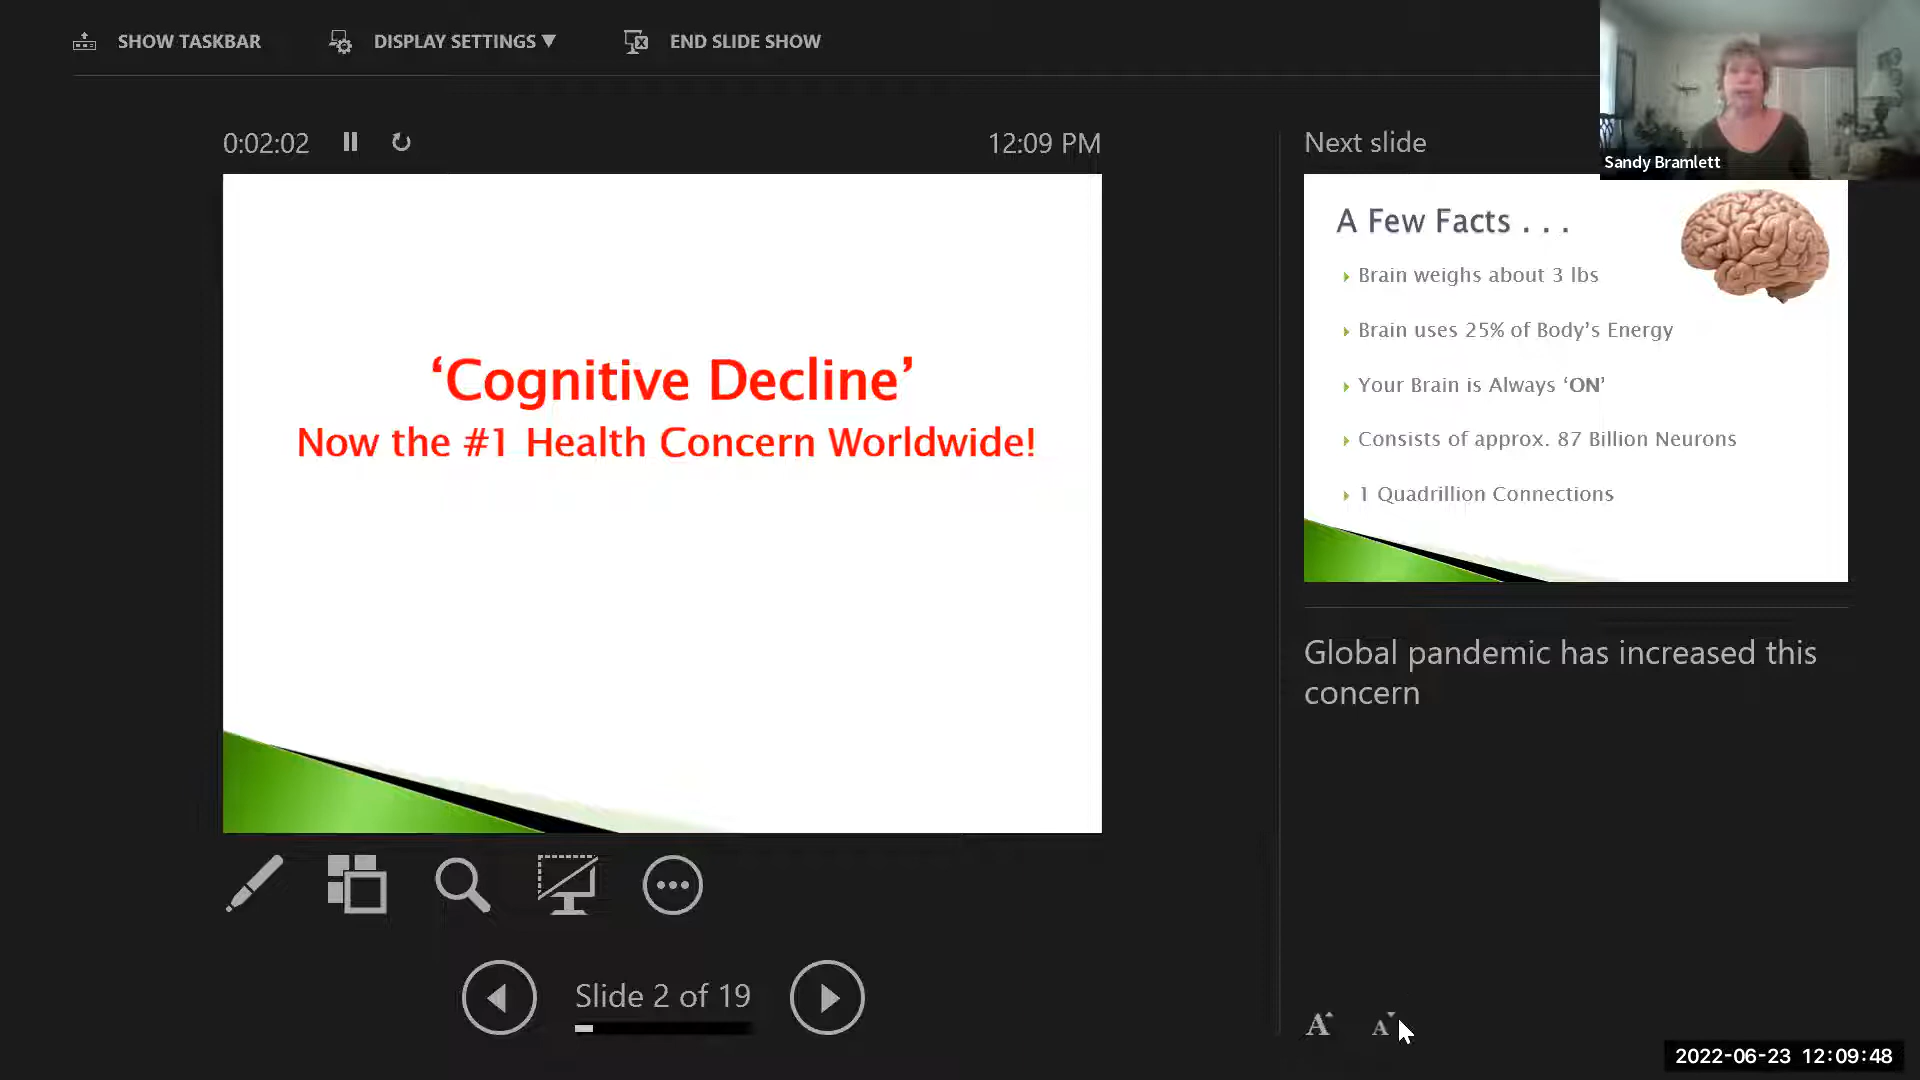 SHOW TASKBAR
DISPLAY SETTINGS ▼
END SLIDE SHOW
Sandy Bramlett
0:02:02
12:09 PM
Next slide
‘Cognitive Decline’
Now the #1 Health Concern Worldwide!
A Few Facts . . .
Brain weighs about 3 lbs
Brain uses 25% of Body’s Energy
Your Brain is Always ‘ON’
Consists of approx. 87 Billion Neurons
1 Quadrillion Connections
Global pandemic has increased this
concern
Slide 2 of 19
A A
2022-06-23 12:09:48